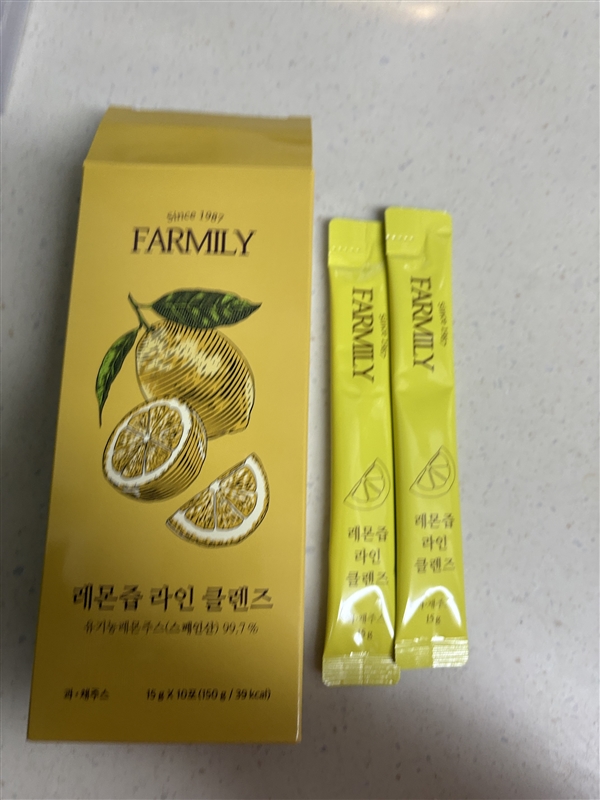 since 1987
FARMILY
레몬즙 라인 클렌즈
유기농레몬주스(스페인산) 99.7%
과·채주스
15 g X 10포(150 g / 39 kcal)
since 1987
FARMILY
레몬즙
라인
클렌즈
since 1987
FARMILY
레몬즙
라인
클렌즈
15 g